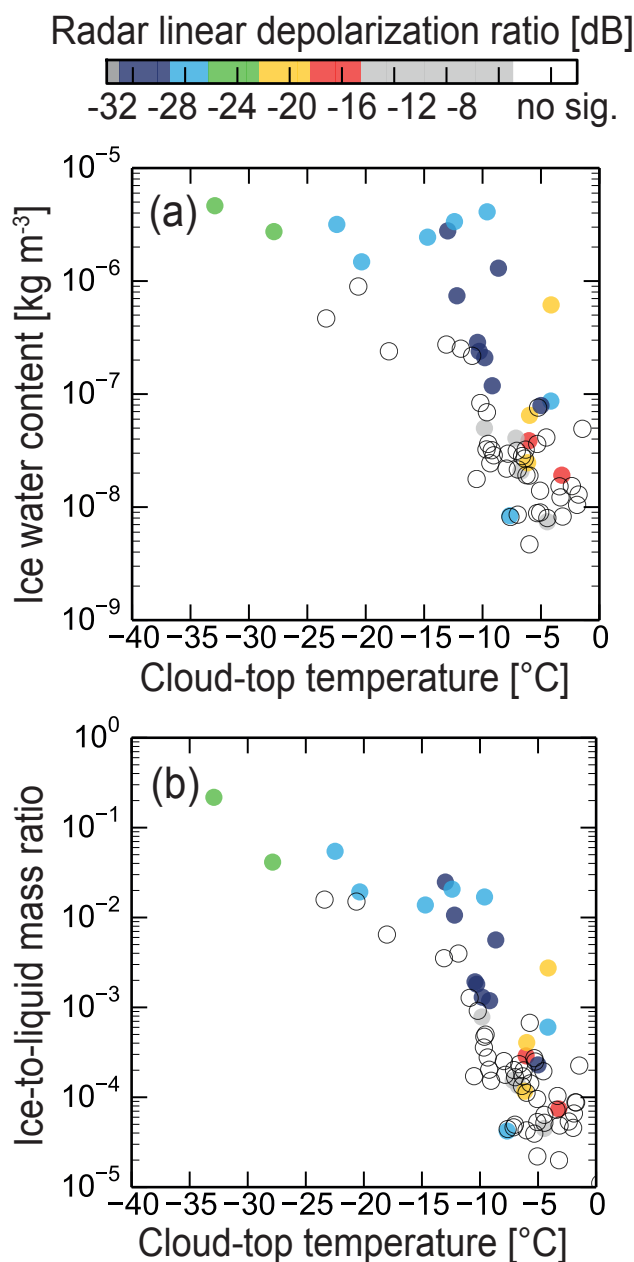 Radar linear depolarization ratio [dB]
-32 -28 -24 -20 -16 -12 -8 no sig.
(a)
Ice water content [kg m⁻³]
10⁻⁵
10⁻⁶
10⁻⁷
10⁻⁸
10⁻⁹
−40 −35 −30 −25 −20 −15 −10 −5 0
Cloud-top temperature [°C]
(b)
Ice-to-liquid mass ratio
10⁰
10⁻¹
10⁻²
10⁻³
10⁻⁴
10⁻⁵
−40 −35 −30 −25 −20 −15 −10 −5 0
Cloud-top temperature [°C]